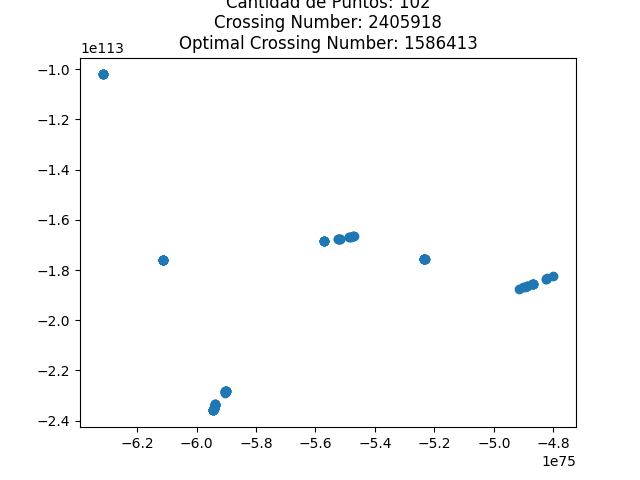 Cantidad de Puntos: 102
Crossing Number: 2405918
Optimal Crossing Number: 1586413
1e113
−1.0
−1.2
−1.4
−1.6
−1.8
−2.0
−2.2
−2.4
−6.2 −6.0 −5.8 −5.6 −5.4 −5.2 −5.0 −4.8
1e75